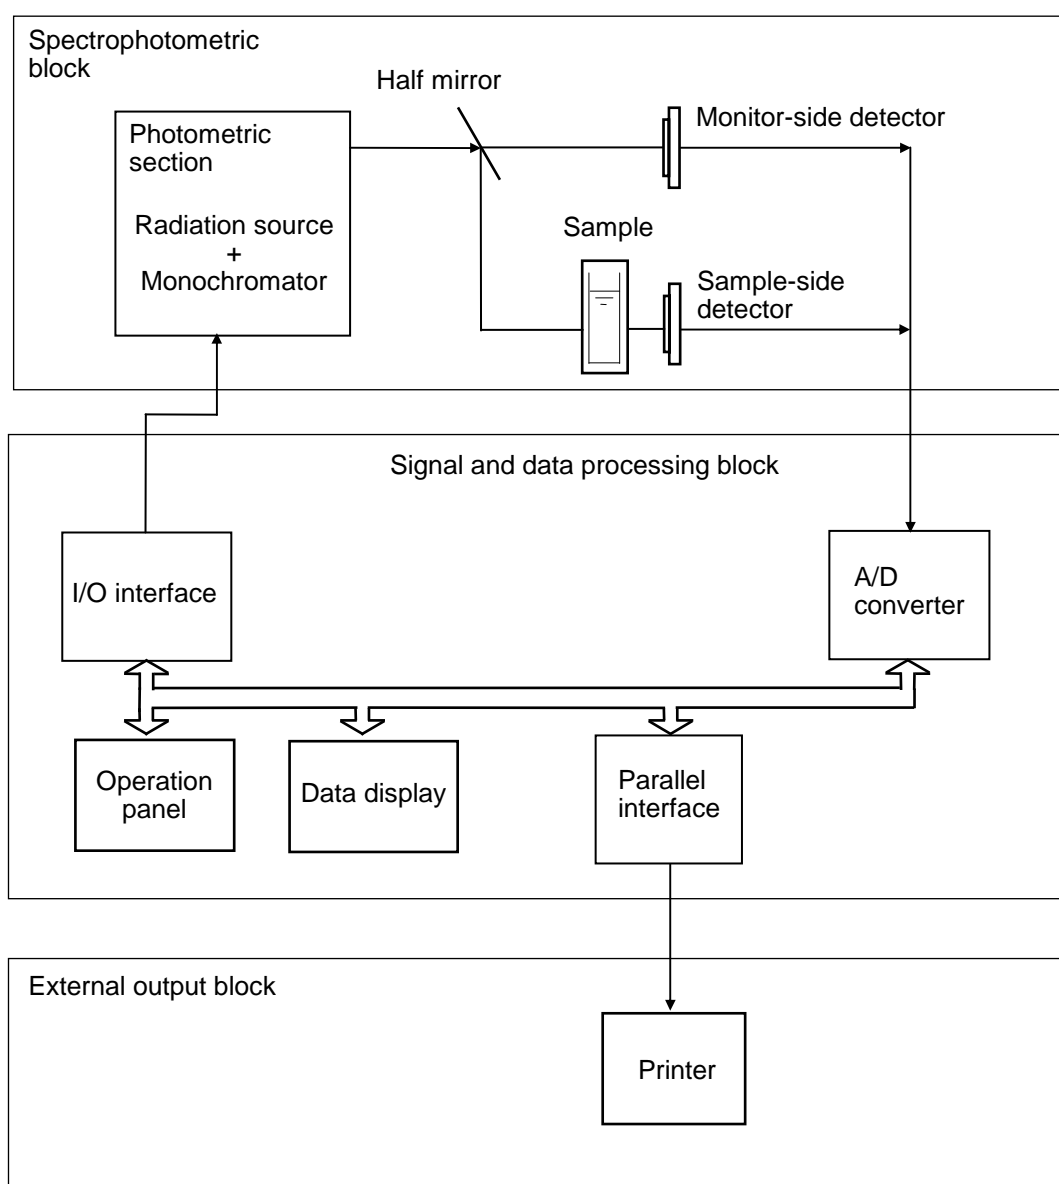 Spectrophotometric
block
Half mirror
Photometric
section
Radiation source
+
Monochromator
Monitor-side detector
Sample
Sample-side
detector
Signal and data processing block
I/O interface
A/D
converter
Operation
panel
Data display
Parallel
interface
External output block
Printer